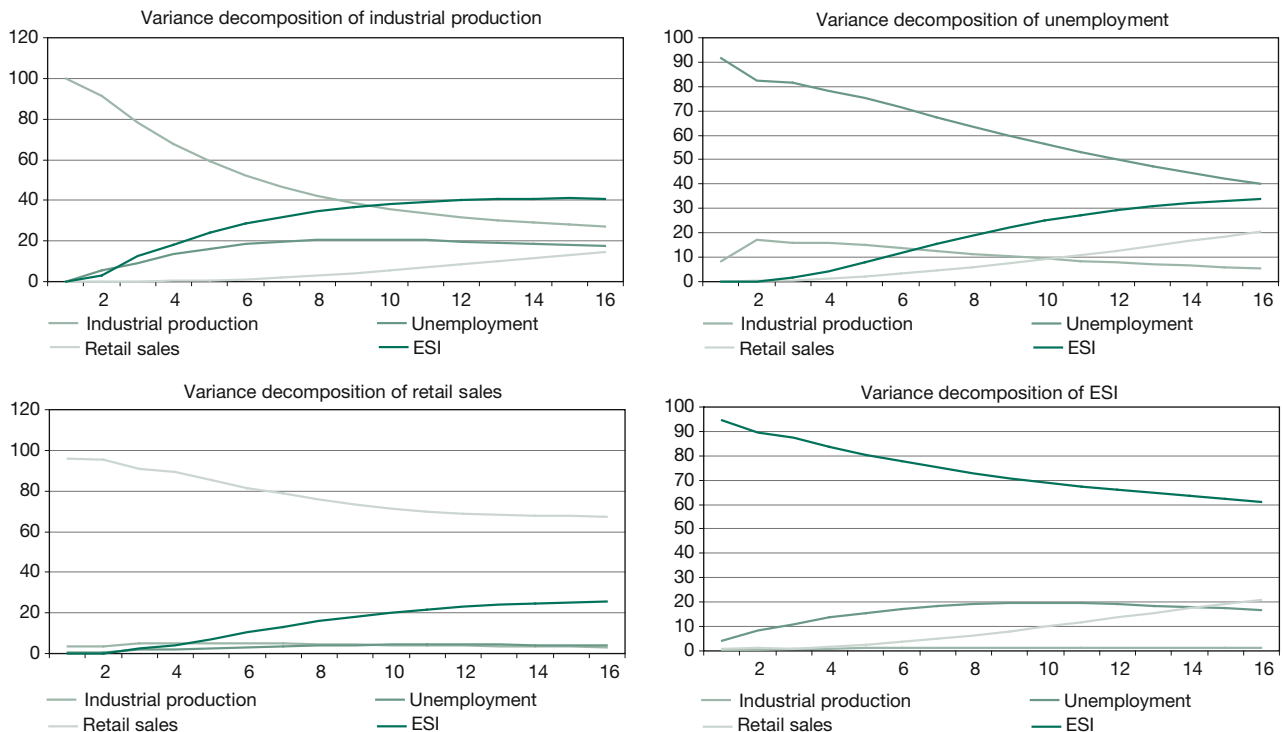 Variance decomposition of industrial production
120
100
80
60
40
20
0
2 4 6 8 10 12 14 16
Industrial production Unemployment
Retail sales ESI
Variance decomposition of unemployment
100
90
80
70
60
50
40
30
20
10
0
2 4 6 8 10 12 14 16
Industrial production Unemployment
Retail sales ESI
Variance decomposition of retail sales
120
100
80
60
40
20
0
2 4 6 8 10 12 14 16
Industrial production Unemployment
Retail sales ESI
Variance decomposition of ESI
100
90
80
70
60
50
40
30
20
10
0
2 4 6 8 10 12 14 16
Industrial production Unemployment
Retail sales ESI